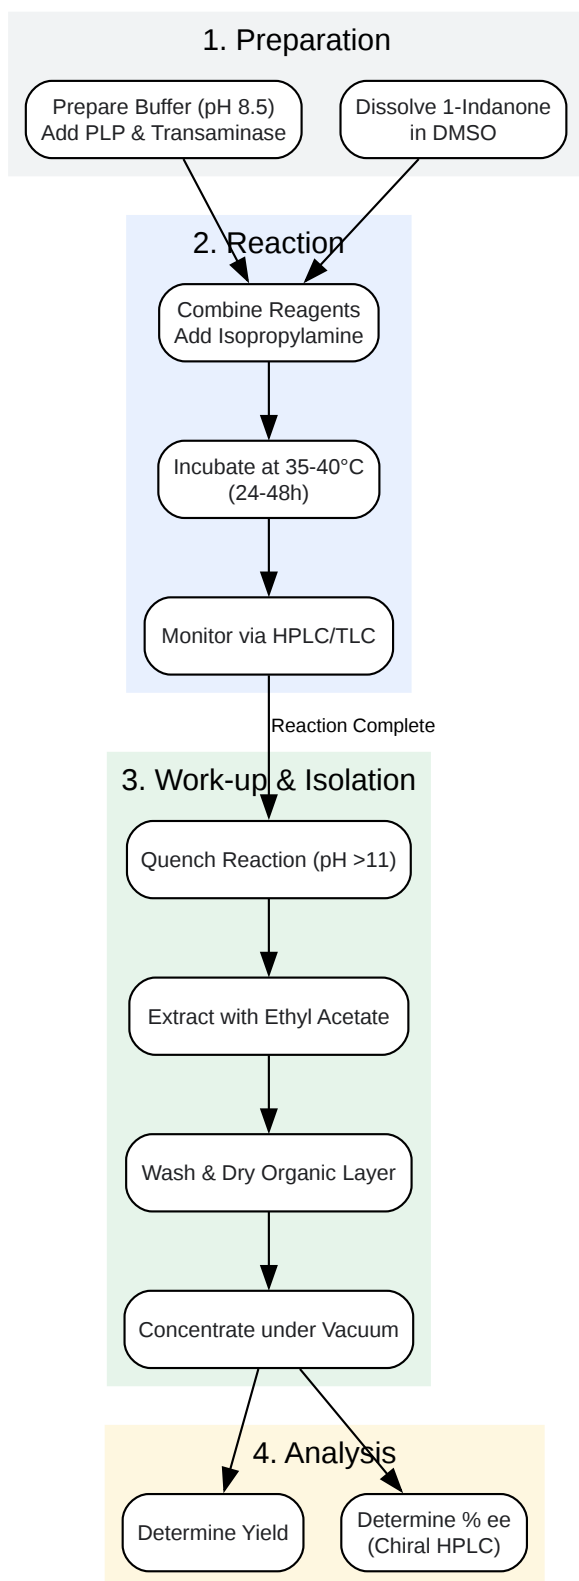 1. Preparation
Prepare Buffer (pH 8.5)
Add PLP & Transaminase
Dissolve 1-Indanone
in DMSO
2. Reaction
Combine Reagents
Add Isopropylamine
Incubate at 35-40°C
(24-48h)
Monitor via HPLC/TLC
Reaction Complete
3. Work-up & Isolation
Quench Reaction (pH >11)
Extract with Ethyl Acetate
Wash & Dry Organic Layer
Concentrate under Vacuum
4. Analysis
Determine Yield
Determine % ee
(Chiral HPLC)